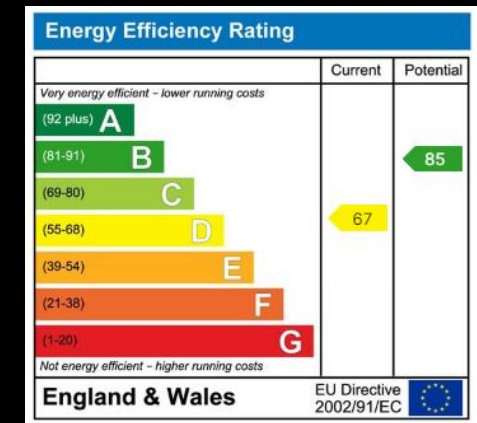 Energy Efficiency Rating
Current Potential
Very energy efficient – lower running costs
(92 plus) A
(81-91) B 85
(69-80) C
(55-68) D 67
(39-54) E
(21-38) F
(1-20) G
Not energy efficient – higher running costs
England & Wales EU Directive
2002/91/EC